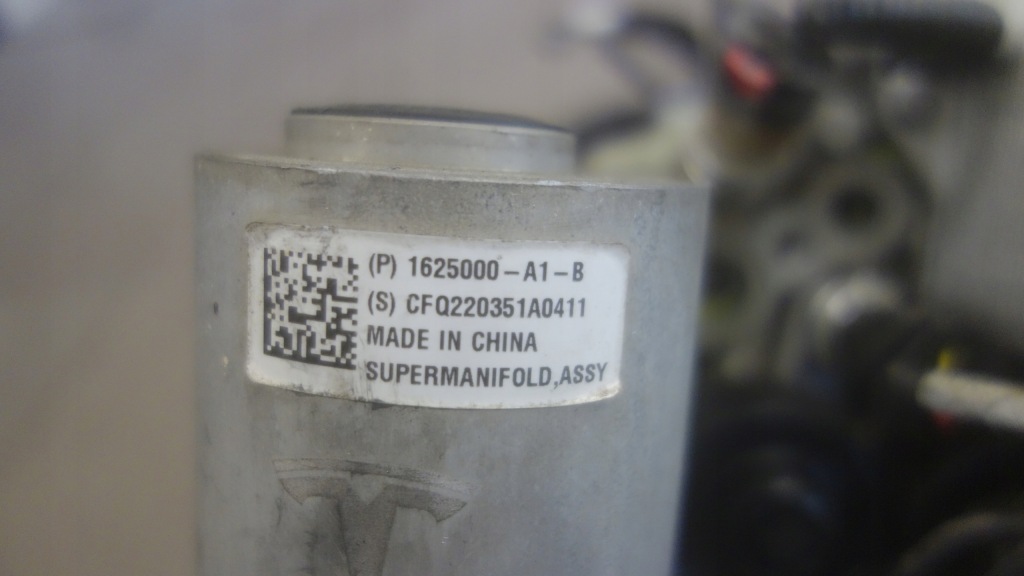 (P) 1625000-A1-B
(S) CFQ220351A0411
MADE IN CHINA
SUPERMANIFOLD,ASSY